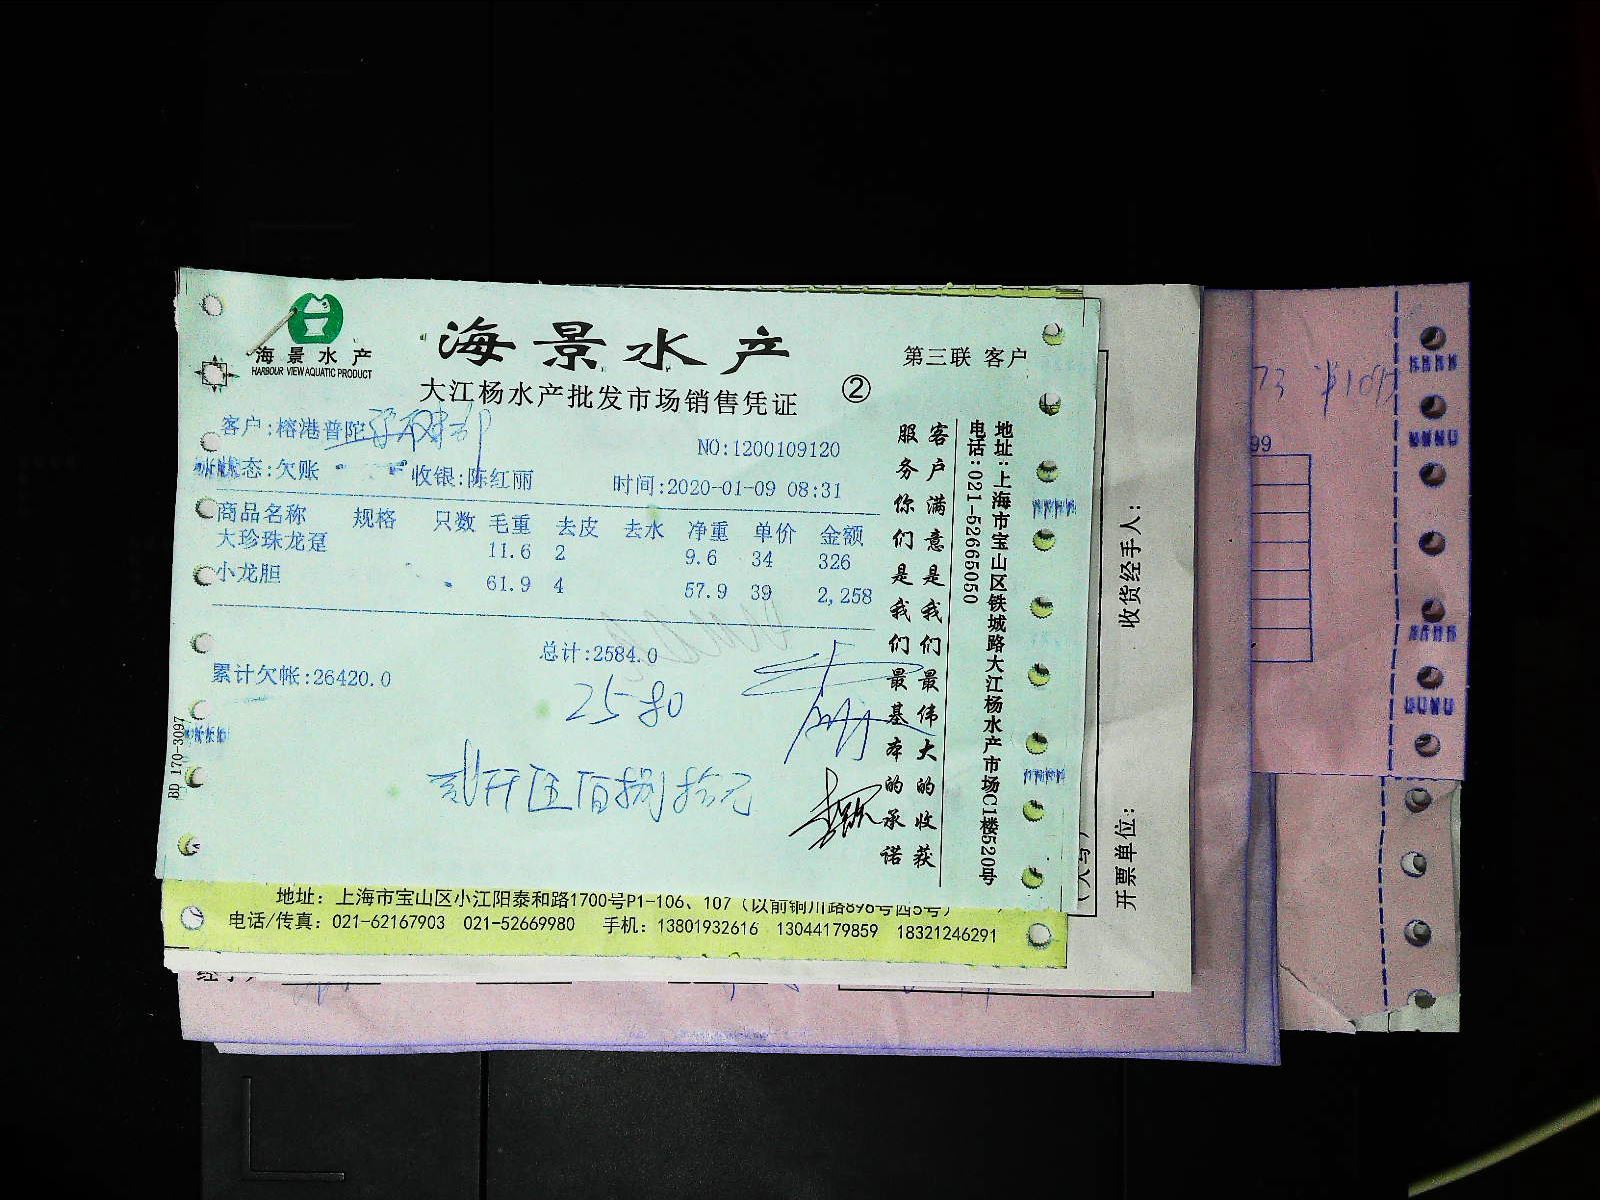 海景水产
HARBOUR VIEW AQUATIC PRODUCT
海景水产
第三联 客户
大江杨水产批发市场销售凭证 ②
客户:榕港普陀
NO:1200109120
状态:欠账 收银:陈红丽 时间:2020-01-09 08:31
商品名称 规格 只数 毛重 去皮 去水 净重 单价 金额
大珍珠龙趸 11.6 2 9.6 34 326
小龙胆 61.9 4 57.9 39 2,258
总计:2584.0
累计欠帐:26420.0
2580
贰仟伍佰捌拾元
BD 170-3097
客户满意是我们最伟大的收获
服务你们是我们最基本的承诺
地址:上海市宝山区铁城路大江杨水产市场C1楼520号
电话:021-52665050
收货经手人:
开票单位:
99
地址: 上海市宝山区小江阳泰和路1700号P1-106、107
电话/传真: 021-62167903 021-52669980 手机: 13801932616 13044179859 18321246291